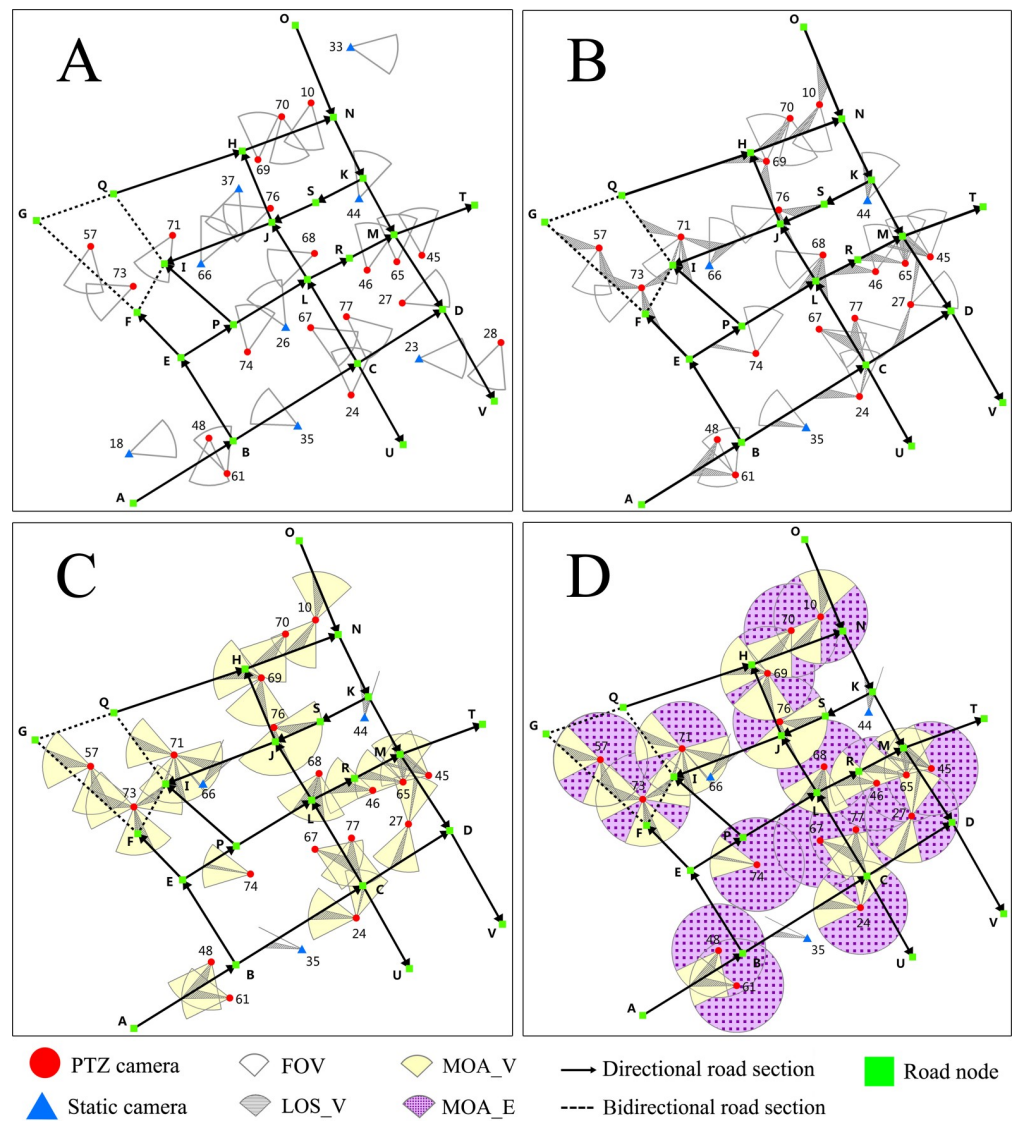 A
O
33
10
70
N
H
69
Q
37
K
S
76
44
T
G
71
J
M
57
68
R
I
66
45
65
73
46
27
77
L
D
F
P
67
28
26
23
E
74
C
24
V
48
35
18
B
U
61
A
B
O
10
70
N
H
69
Q
K
S
76
44
T
G
71
J
M
57
68
R
I
66
45
65
73
46
27
77
L
D
F
P
67
E
74
C
24
V
48
35
B
U
61
A
C
O
10
70
N
H
69
Q
K
S
76
44
T
G
71
J
M
57
68
R
I
66
45
65
73
46
27
77
L
D
F
67
P
E
74
C
24
V
48
35
B
U
61
A
D
O
10
70
N
H
69
Q
K
S
76
44
T
G
71
J
M
57
68
R
I
66
45
65
73
46
27
77
L
D
F
67
P
E
74
C
24
V
48
35
B
U
61
A
PTZ camera FOV MOA_V Directional road section Road node
Static camera LOS_V MOA_E Bidirectional road section